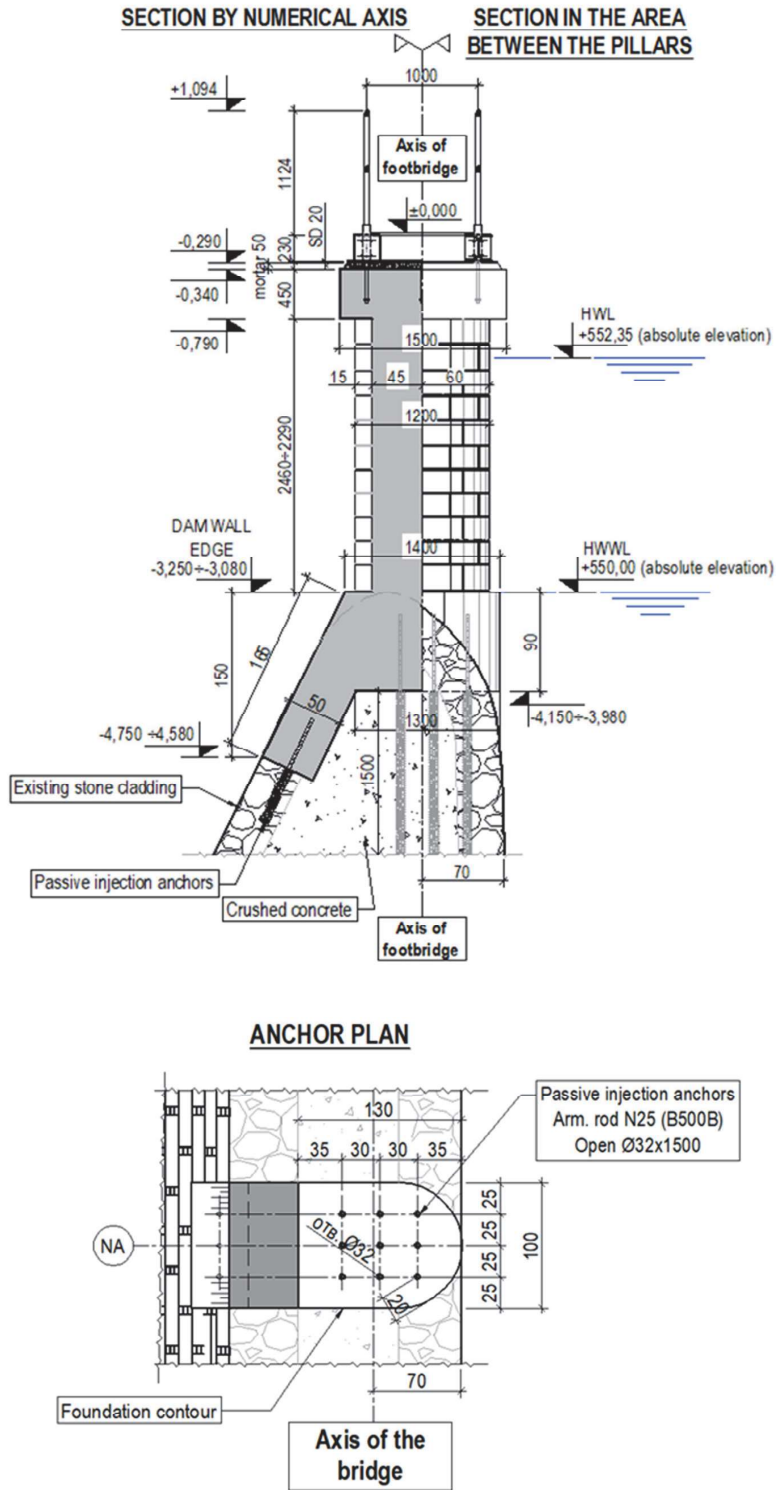 SECTION BY NUMERICAL AXIS
SECTION IN THE AREA
BETWEEN THE PILLARS
1000
+1,094
Axis of
footbridge
1124
±0,000
SD 20
-0,290
230
mortar 50
-0,340
450
-0,790
HWL
+552,35 (absolute elevation)
1500
15
45
60
1200
2460÷2290
DAM WALL
EDGE
-3,250÷-3,080
1400
HWWL
+550,00 (absolute elevation)
165
150
90
50
1300
-4,150÷-3,980
-4,750 ÷4,580
1500
Existing stone cladding
70
Passive injection anchors
Crushed concrete
Axis of
footbridge
ANCHOR PLAN
Passive injection anchors
Arm. rod N25 (B500B)
Open Ø32x1500
130
35
30
30
35
25
25
25
25
100
NA
отв. Ø32
20
70
Foundation contour
Axis of the
bridge